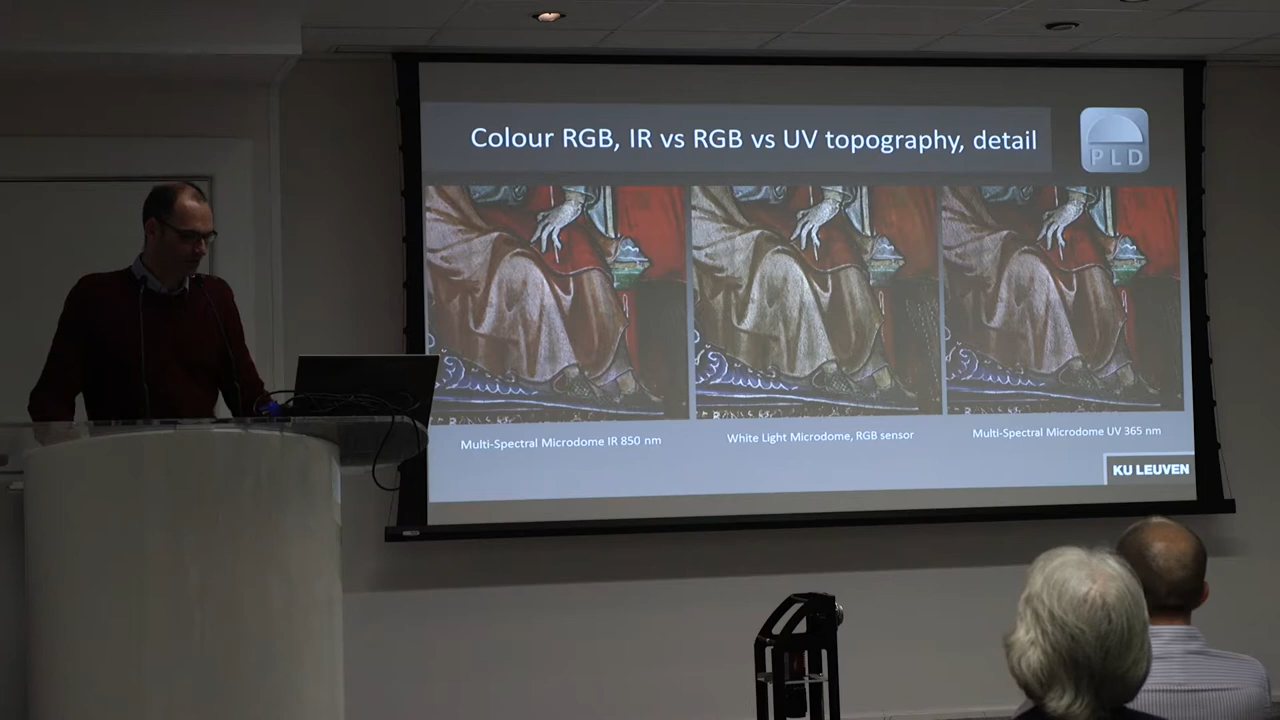 Colour RGB, IR vs RGB vs UV topography, detail
PLD
Multi-Spectral Microdome IR 850 nm
White Light Microdome, RGB sensor
Multi-Spectral Microdome UV 365 nm
KU LEUVEN